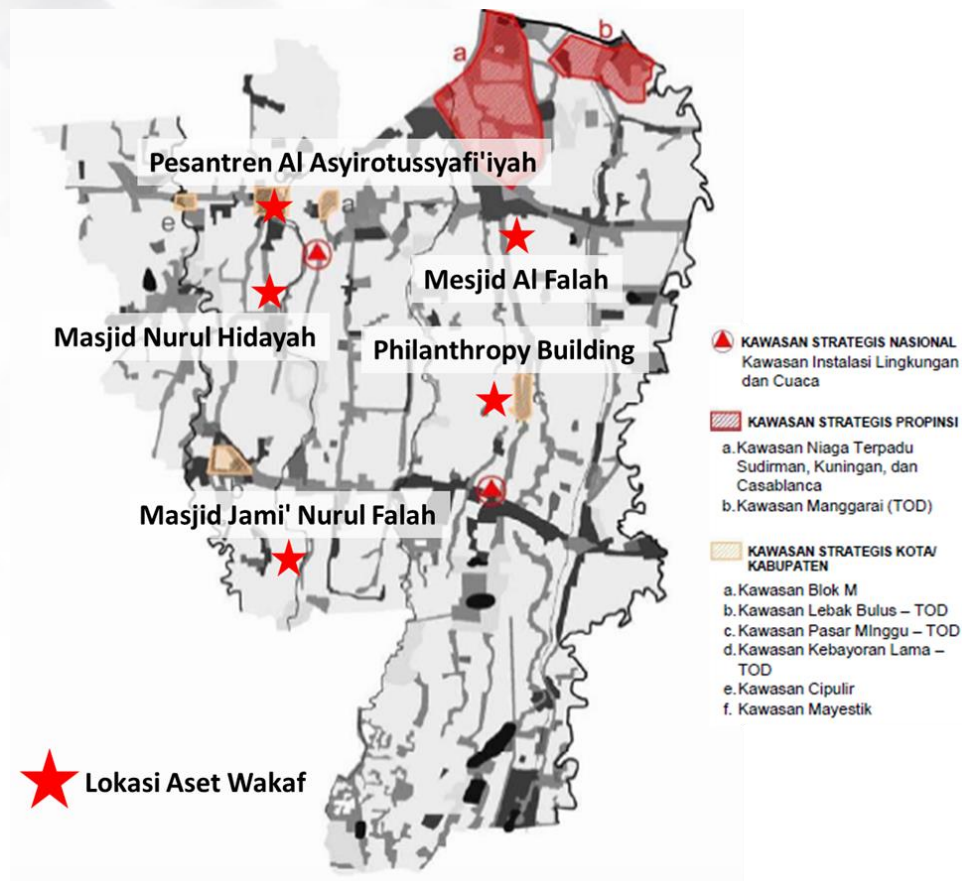 a
b
Pesantren Al Asyirotussyafi'iyah
e
a
Mesjid Al Falah
Masjid Nurul Hidayah
Philanthropy Building
Masjid Jami' Nurul Falah
Lokasi Aset Wakaf
KAWASAN STRATEGIS NASIONAL
Kawasan Instalasi Lingkungan
dan Cuaca
KAWASAN STRATEGIS PROPINSI
a. Kawasan Niaga Terpadu
Sudirman, Kuningan, dan
Casablanca
b. Kawasan Manggarai (TOD)
KAWASAN STRATEGIS KOTA/
KABUPATEN
a. Kawasan Blok M
b. Kawasan Lebak Bulus – TOD
c. Kawasan Pasar MInggu – TOD
d. Kawasan Kebayoran Lama –
TOD
e. Kawasan Cipulir
f. Kawasan Mayestik